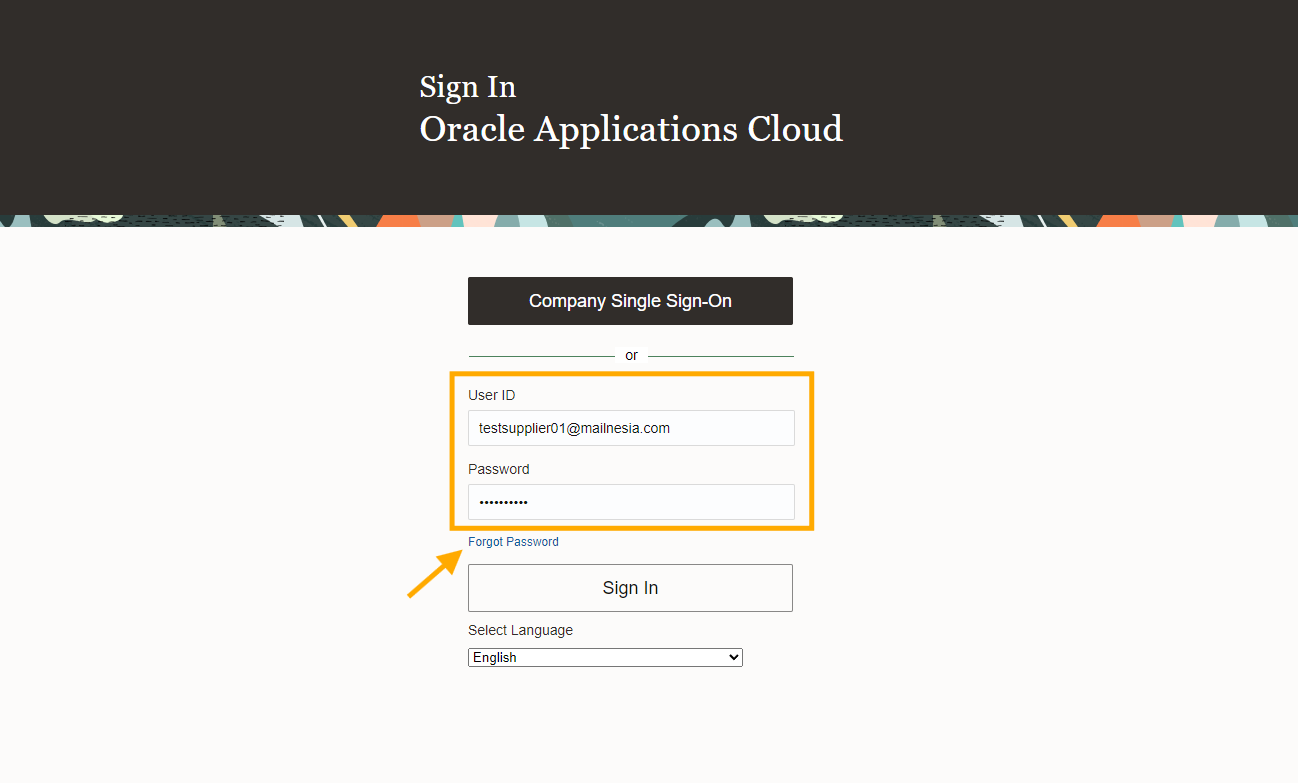 Sign In
Oracle Applications Cloud
Company Single Sign-On
or
User ID
testsupplier01@mailnesia.com
Password
••••••••••
Forgot Password
Sign In
Select Language
English